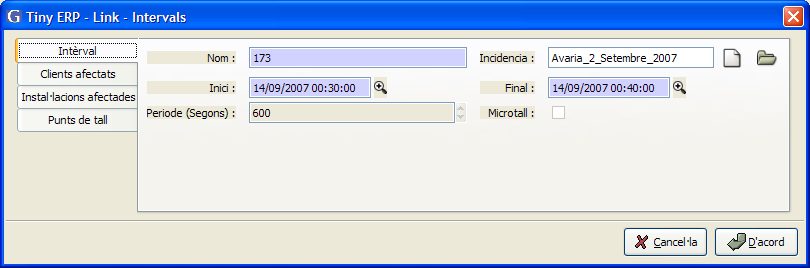 Tiny ERP - Link - Intervals
Intèrval
Clients afectats
Instal·lacions afectades
Punts de tall
Nom : 173 Incidencia : Avaria_2_Setembre_2007
Inici : 14/09/2007 00:30:00 Final : 14/09/2007 00:40:00
Periode (Segons) : 600 Microtall :
Cancel·la D'acord